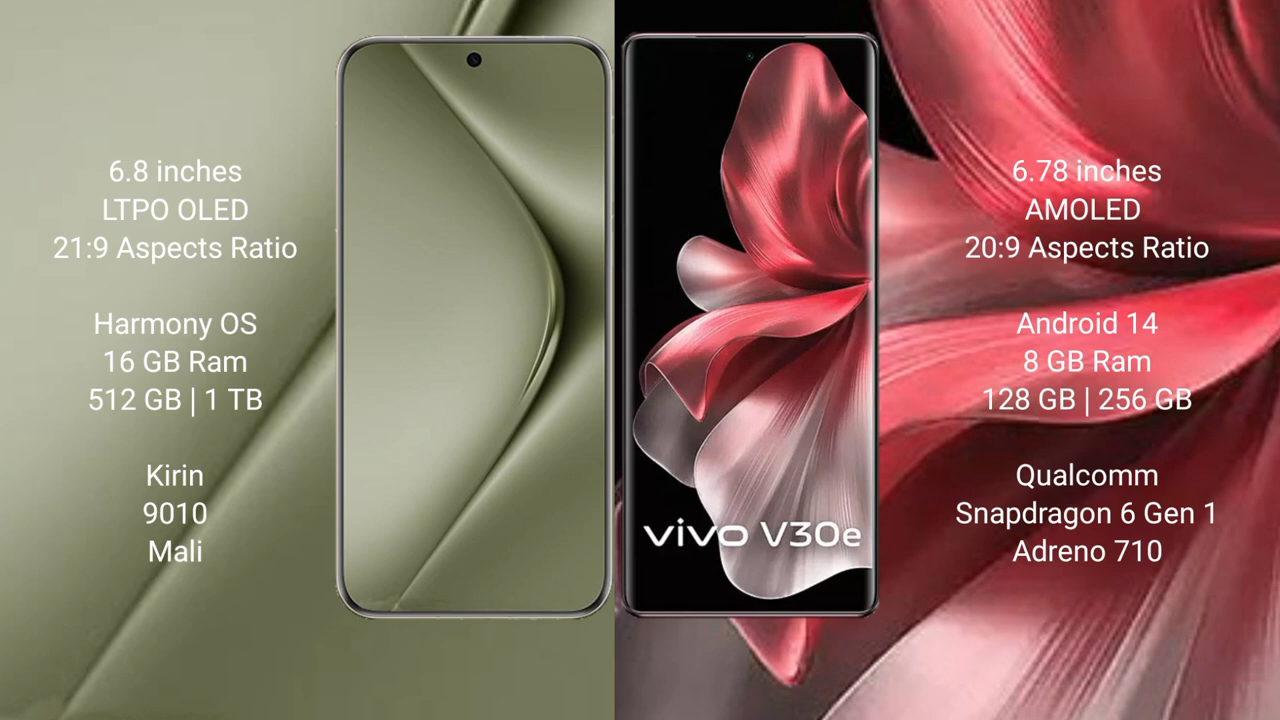 6.8 inches
LTPO OLED
21:9 Aspects Ratio
Harmony OS
16 GB Ram
512 GB | 1 TB
Kirin
9010
Mali
vivo V30e
6.78 inches
AMOLED
20:9 Aspects Ratio
Android 14
8 GB Ram
128 GB | 256 GB
Qualcomm
Snapdragon 6 Gen 1
Adreno 710